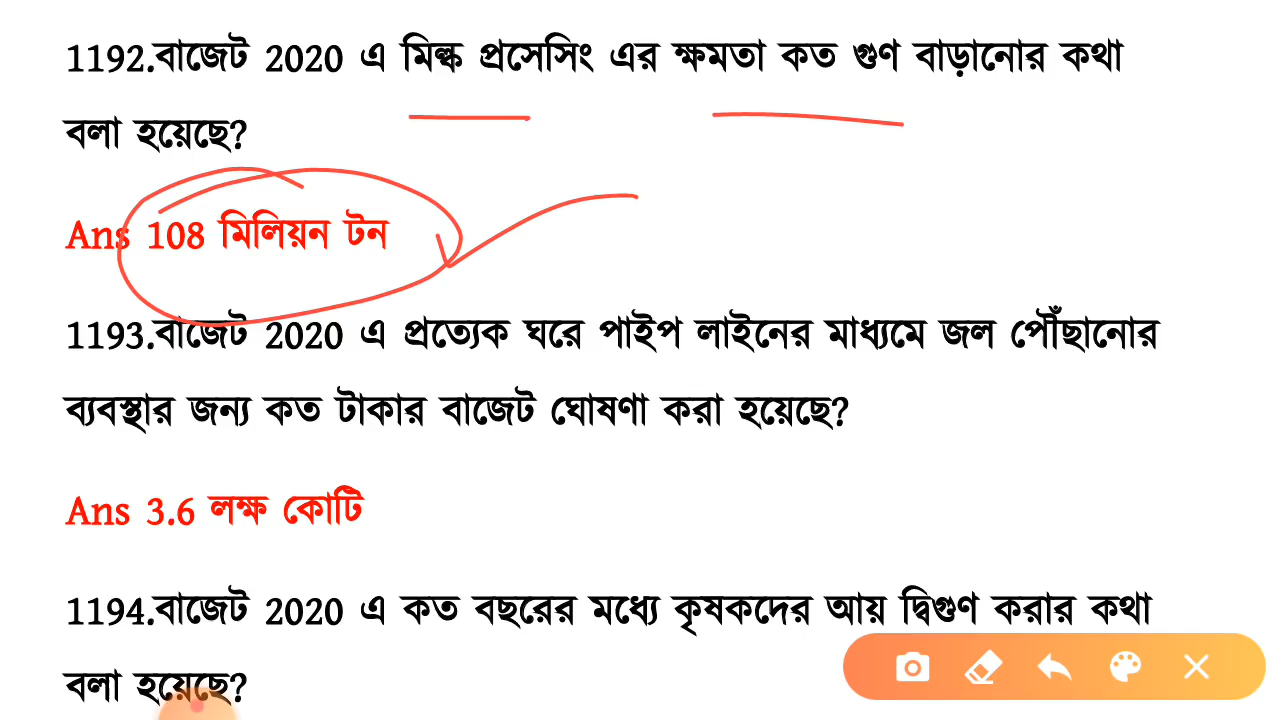 1192.বাজেট 2020 এ মিল্ক প্রসেসিং এর ক্ষমতা কত গুণ বাড়ানোর কথা
বলা হয়েছে?
Ans 108 মিলিয়ন টন
1193.বাজেট 2020 এ প্রত্যেক ঘরে পাইপ লাইনের মাধ্যমে জল পৌঁছানোর
ব্যবস্থার জন্য কত টাকার বাজেট ঘোষণা করা হয়েছে?
Ans 3.6 লক্ষ কোটি
1194.বাজেট 2020 এ কত বছরের মধ্যে কৃষকদের আয় দ্বিগুণ করার কথা
বলা হয়েছে?